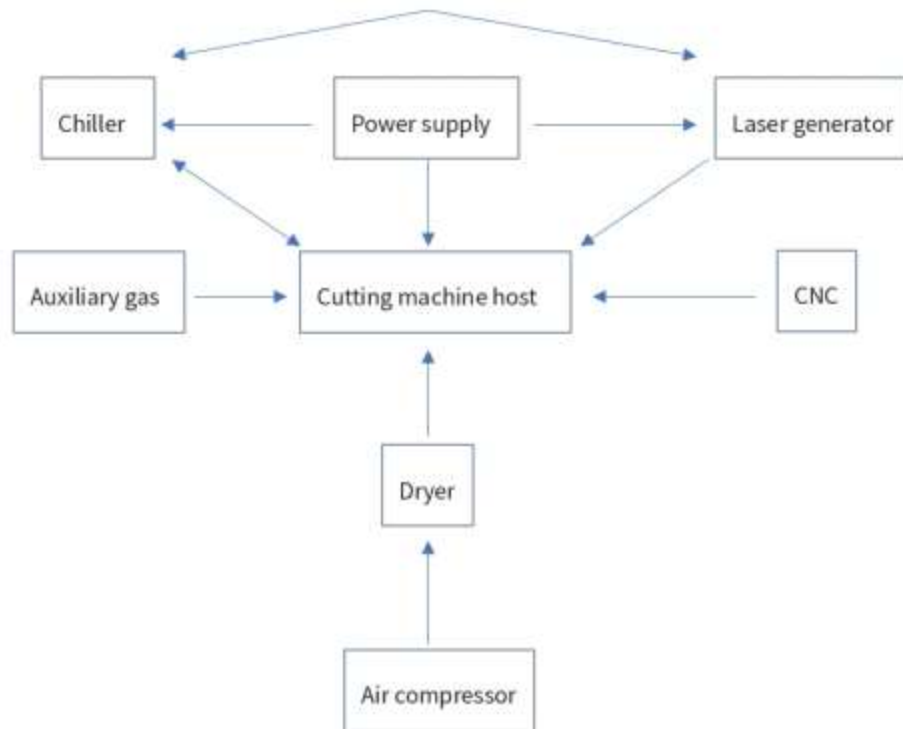 Chiller
Power supply
Laser generator
Auxiliary gas
Cutting machine host
CNC
Dryer
Air compressor